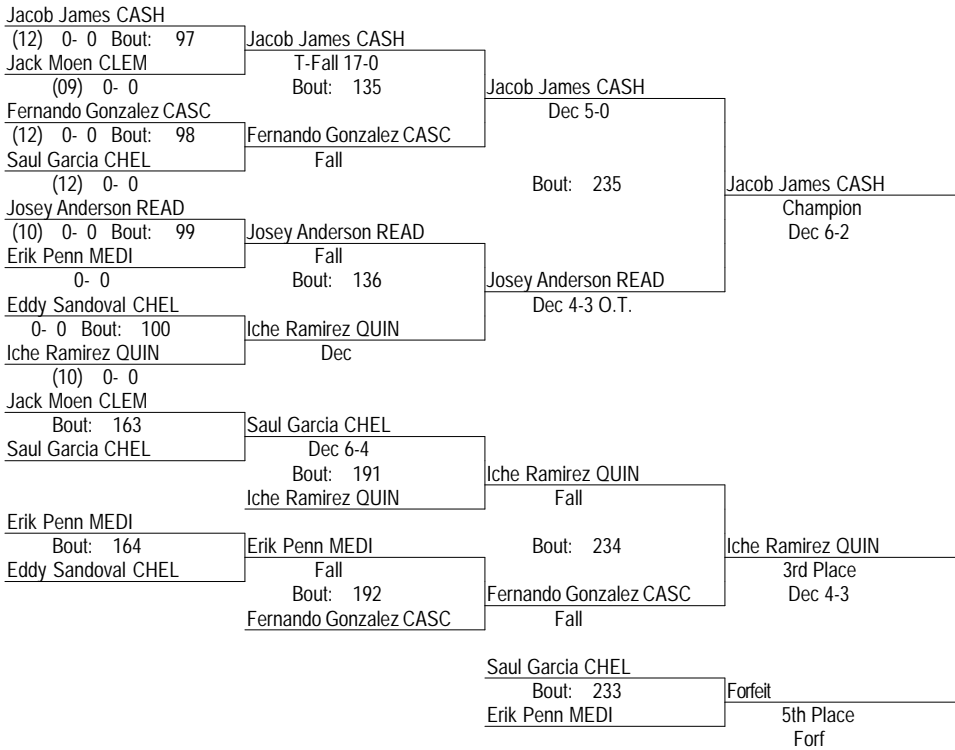 Jacob James CASH
(12) 0- 0 Bout: 97
Jacob James CASH
Jack Moen CLEM
T-Fall 17-0
(09) 0- 0
Bout: 135
Jacob James CASH
Fernando Gonzalez CASC
Dec 5-0
(12) 0- 0 Bout: 98
Fernando Gonzalez CASC
Saul Garcia CHEL
Fall
(12) 0- 0
Bout: 235
Jacob James CASH
Josey Anderson READ
Champion
(10) 0- 0 Bout: 99
Josey Anderson READ
Dec 6-2
Erik Penn MEDI
Fall
0- 0
Bout: 136
Josey Anderson READ
Eddy Sandoval CHEL
Dec 4-3 O.T.
0- 0 Bout: 100
Iche Ramirez QUIN
Iche Ramirez QUIN
Dec
(10) 0- 0
Jack Moen CLEM
Bout: 163
Saul Garcia CHEL
Saul Garcia CHEL
Dec 6-4
Bout: 191
Iche Ramirez QUIN
Iche Ramirez QUIN
Fall
Erik Penn MEDI
Bout: 164
Erik Penn MEDI
Bout: 234
Iche Ramirez QUIN
Eddy Sandoval CHEL
Fall
3rd Place
Bout: 192
Fernando Gonzalez CASC
Dec 4-3
Fernando Gonzalez CASC
Fall
Saul Garcia CHEL
Bout: 233
Forfeit
Erik Penn MEDI
5th Place
Forf